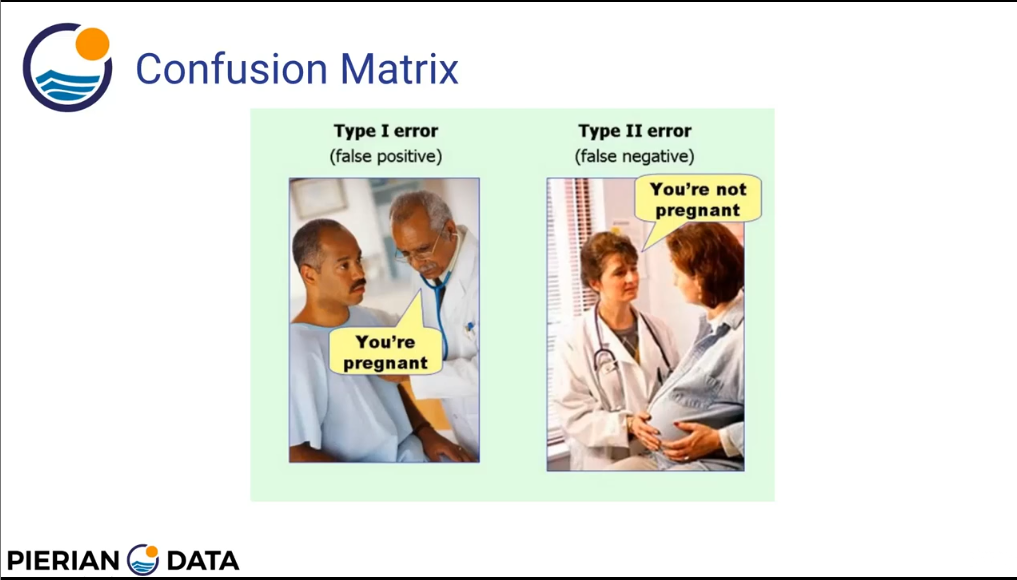 Confusion Matrix
Type I error
(false positive)
You're
pregnant
Type II error
(false negative)
You're not
pregnant
PIERIAN DATA